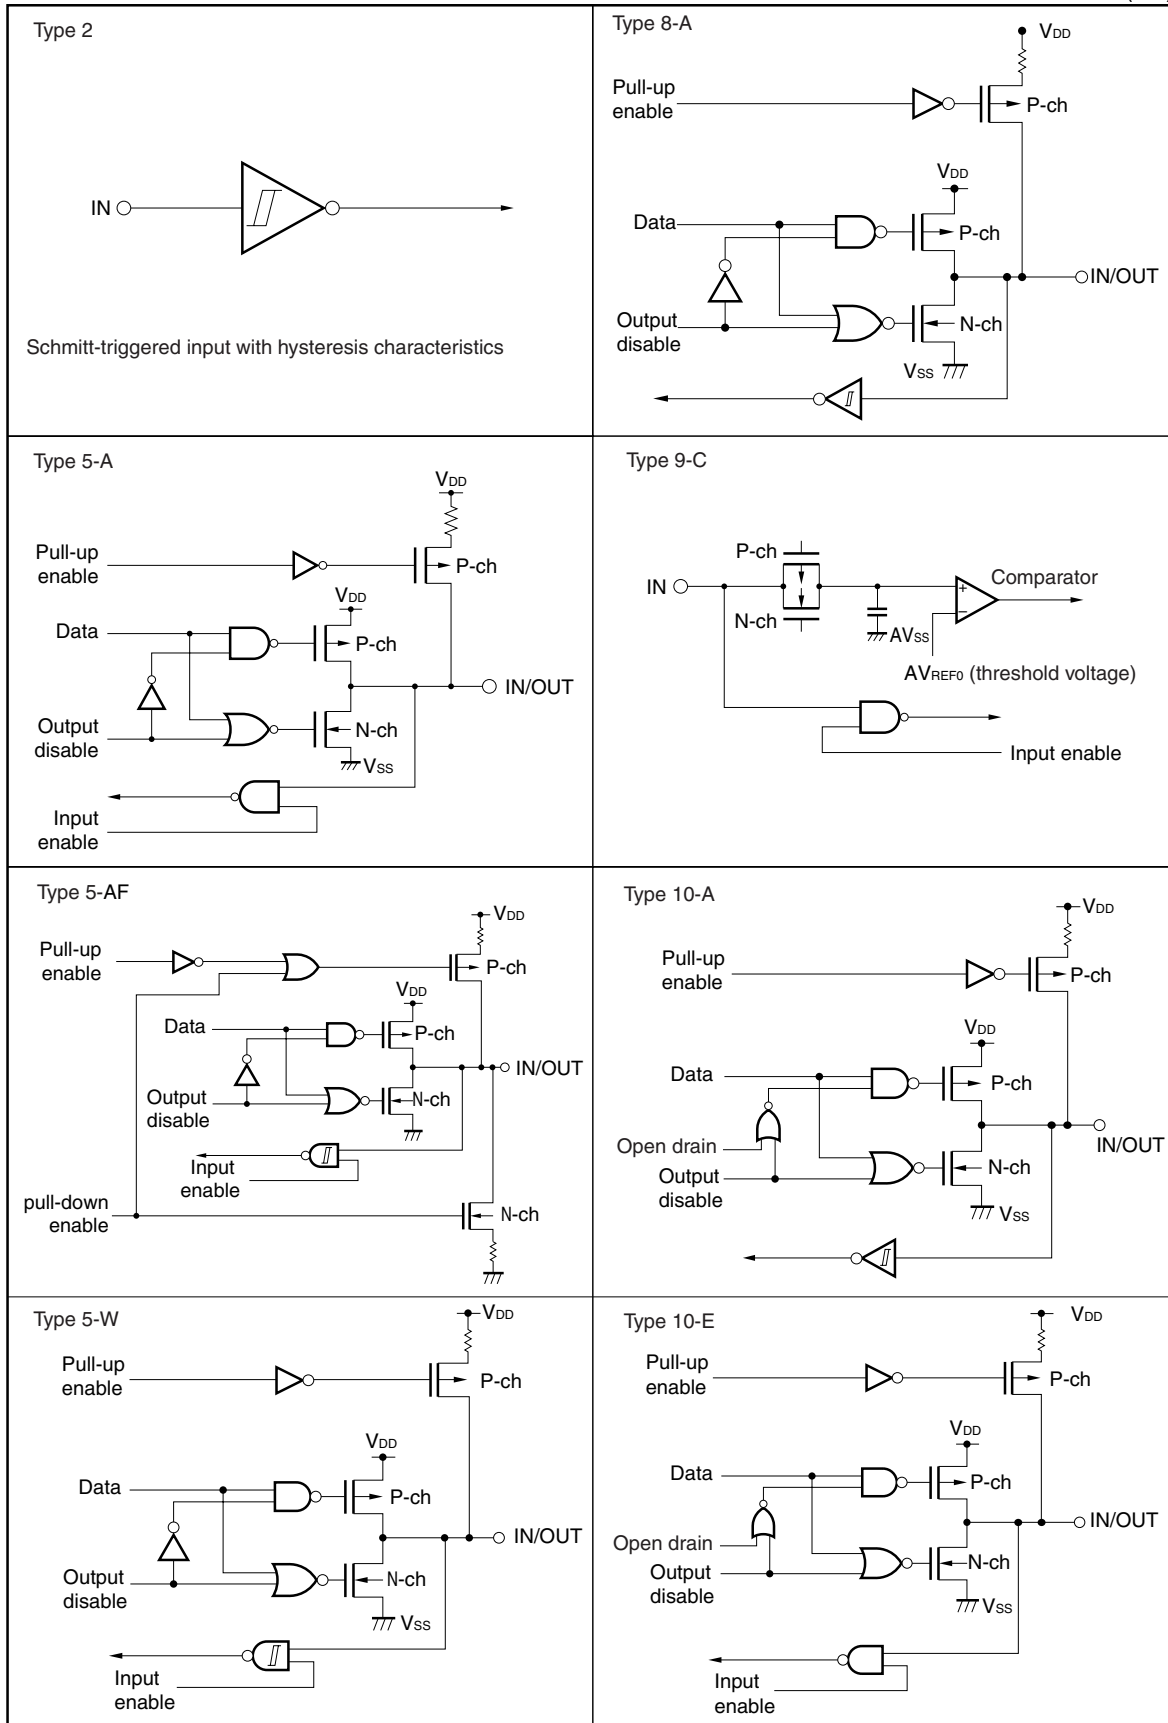 Type 2
IN
Schmitt-triggered input with hysteresis characteristics
Type 8-A
VDD
Pull-up
enable
P-ch
VDD
Data
P-ch
IN/OUT
Output
disable
N-ch
VSS
Type 5-A
VDD
Pull-up
enable
P-ch
VDD
Data
P-ch
IN/OUT
Output
disable
N-ch
VSS
Input
enable
Type 9-C
P-ch
IN
Comparator
+
−
N-ch
AVSS
AVREF0 (threshold voltage)
Input enable
Type 5-AF
VDD
Pull-up
enable
P-ch
VDD
Data
P-ch
IN/OUT
Output
disable
N-ch
Input
enable
pull-down
enable
N-ch
Type 10-A
VDD
Pull-up
enable
P-ch
VDD
Data
P-ch
Open drain
IN/OUT
Output
disable
N-ch
VSS
Type 5-W
VDD
Pull-up
enable
P-ch
VDD
Data
P-ch
IN/OUT
Output
disable
N-ch
VSS
Input
enable
Type 10-E
VDD
Pull-up
enable
P-ch
VDD
Data
P-ch
IN/OUT
Open drain
Output
disable
N-ch
VSS
Input
enable